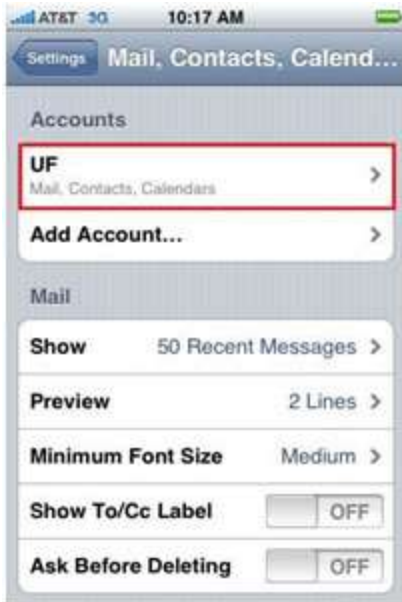 AT&T 3G 10:17 AM
Settings Mail, Contacts, Calend...
Accounts
UF
Mail, Contacts, Calendars
Add Account...
Mail
Show 50 Recent Messages
Preview 2 Lines
Minimum Font Size Medium
Show To/Cc Label OFF
Ask Before Deleting OFF